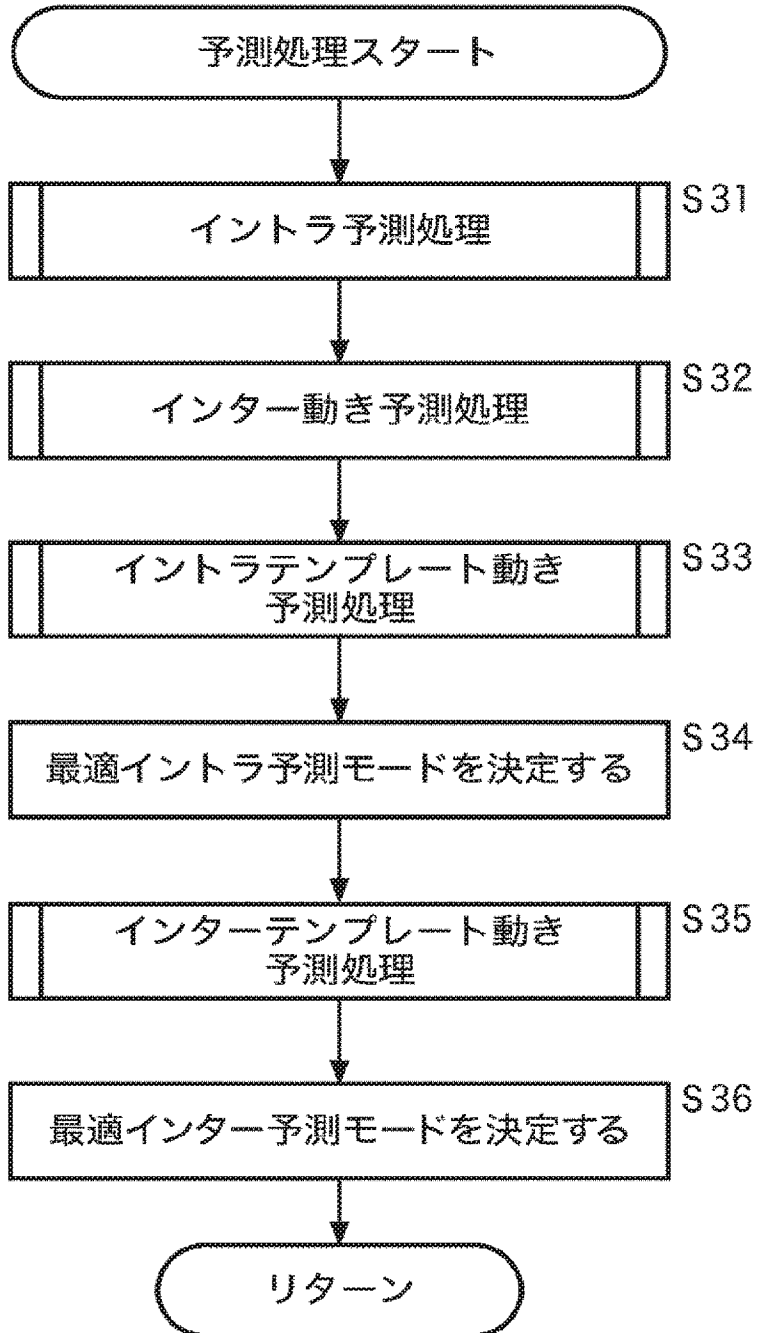 予測処理スタート
S31
イントラ予測処理
S32
インター動き予測処理
S33
イントラテンプレート動き
予測処理
S34
最適イントラ予測モードを決定する
S35
インターテンプレート動き
予測処理
S36
最適インター予測モードを決定する
リターン